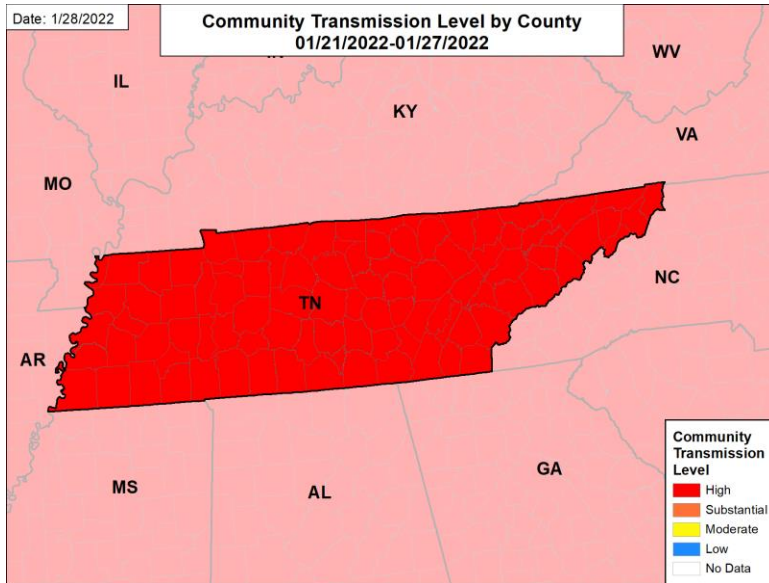 Date: 1/28/2022
Community Transmission Level by County
01/21/2022-01/27/2022
WV
IL
KY
VA
MO
TN
NC
AR
MS
AL
GA
Community
Transmission
Level
High
Substantial
Moderate
Low
No Data